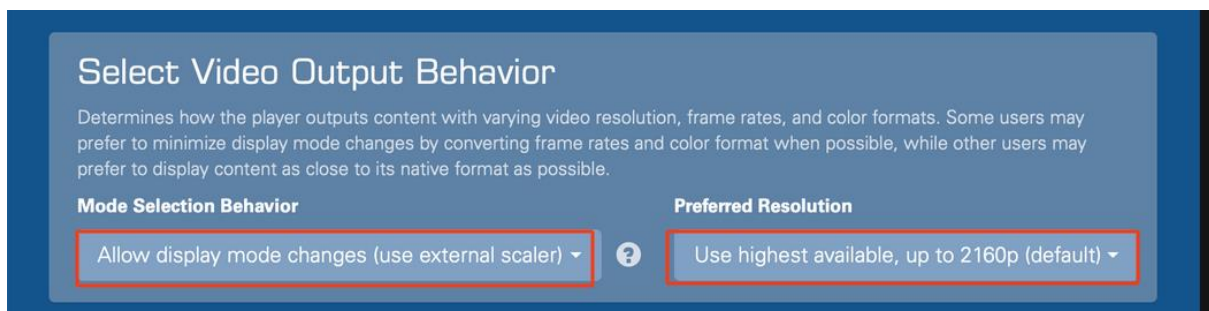 Select Video Output Behavior
Determines how the player outputs content with varying video resolution, frame rates, and color formats. Some users may
prefer to minimize display mode changes by converting frame rates and color format when possible, while other users may
prefer to display content as close to its native format as possible.
Mode Selection Behavior
Preferred Resolution
Allow display mode changes (use external scaler)
?
Use highest available, up to 2160p (default)